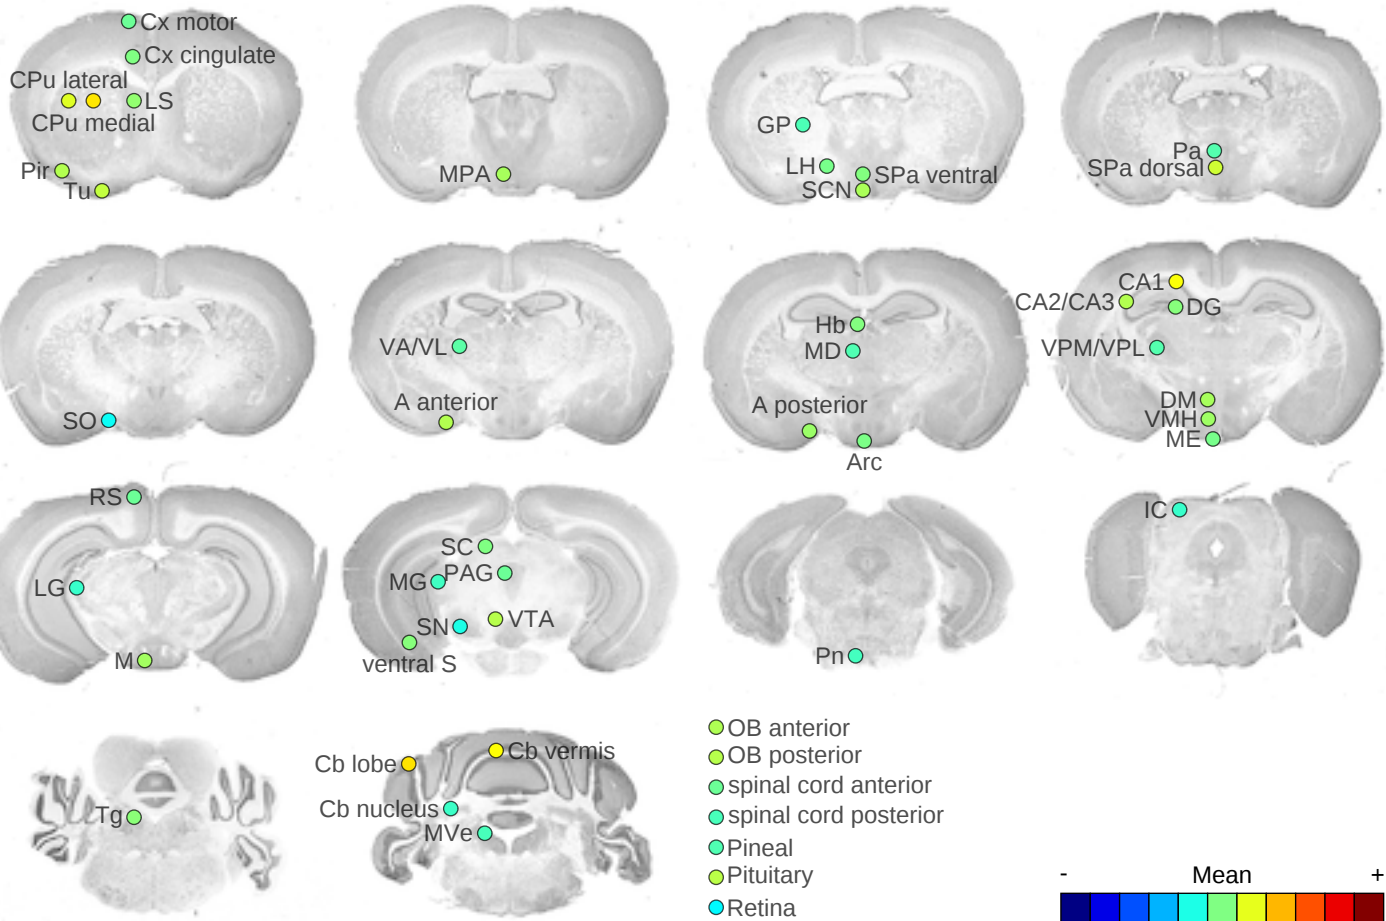 Cx motor
Cx cingulate
CPu lateral
LS
CPu medial
Pir
Tu
MPA
GP
LH
SPa ventral
SCN
Pa
SPa dorsal
SO
VA/VL
A anterior
Hb
MD
A posterior
Arc
CA1
CA2/CA3
DG
VPM/VPL
DM
VMH
ME
RS
LG
M
SC
MG
PAG
SN
VTA
ventral S
Pn
IC
Tg
Cb lobe
Cb vermis
Cb nucleus
MVe
OB anterior
OB posterior
spinal cord anterior
spinal cord posterior
Pineal
Pituitary
Retina
- Mean +